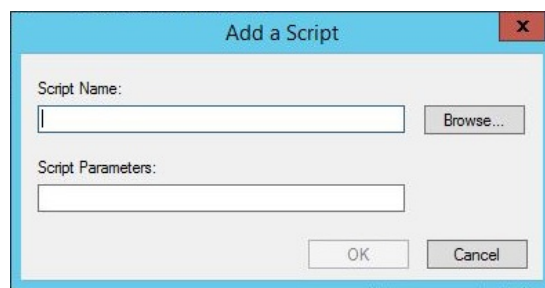 Add a Script
x
Script Name:
Browse...
Script Parameters:
OK
Cancel